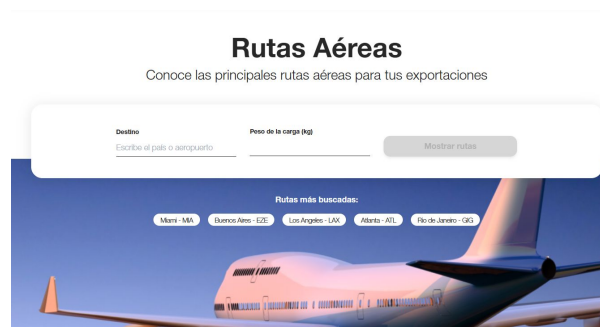 Rutas Aéreas
Conoce las principales rutas aéreas para tus exportaciones
Destino
Peso de la carga (kg)
Escribe el país o aeropuerto
Mostrar rutas
Rutas más buscadas:
Miami - MIA
Buenos Aires - EZE
Los Angeles - LAX
Atlanta - ATL
Rio de Janeiro - GIG